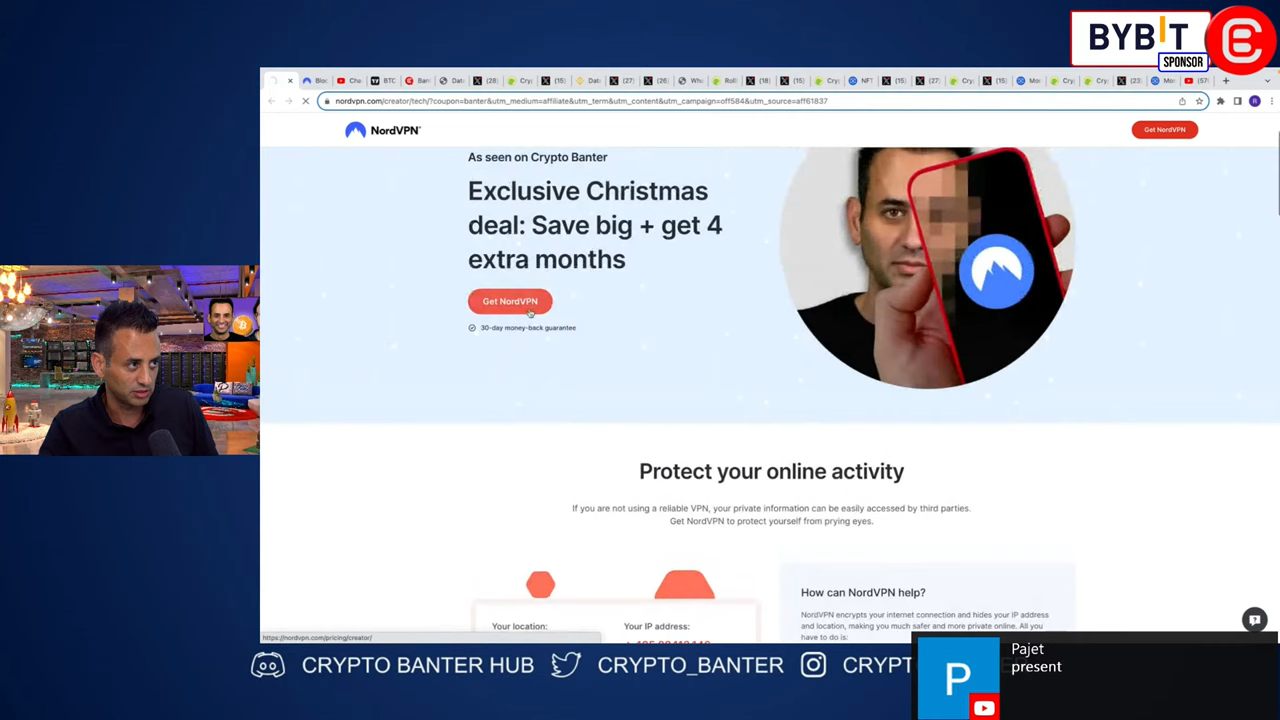 BYBIT
SPONSOR
nordvpn.com/creator/tech/?coupon=banter&utm_medium=affiliate&utm_term&utm_content&utm_campaign=off584&utm_source=aff61837
NordVPN
Get NordVPN
As seen on Crypto Banter
Exclusive Christmas
deal: Save big + get 4
extra months
Get NordVPN
30-day money-back guarantee
Protect your online activity
If you are not using a reliable VPN, your private information can be easily accessed by third parties.
Get NordVPN to protect yourself from prying eyes.
How can NordVPN help?
NordVPN encrypts your internet connection and hides your IP address
and location, making you much safer and more private online. All you
have to do is:
Your location:
Your IP address:
https://nordvpn.com/pricing/creator/
CRYPTO BANTER HUB
CRYPTO_BANTER
CRYPT
P
Pajet
present